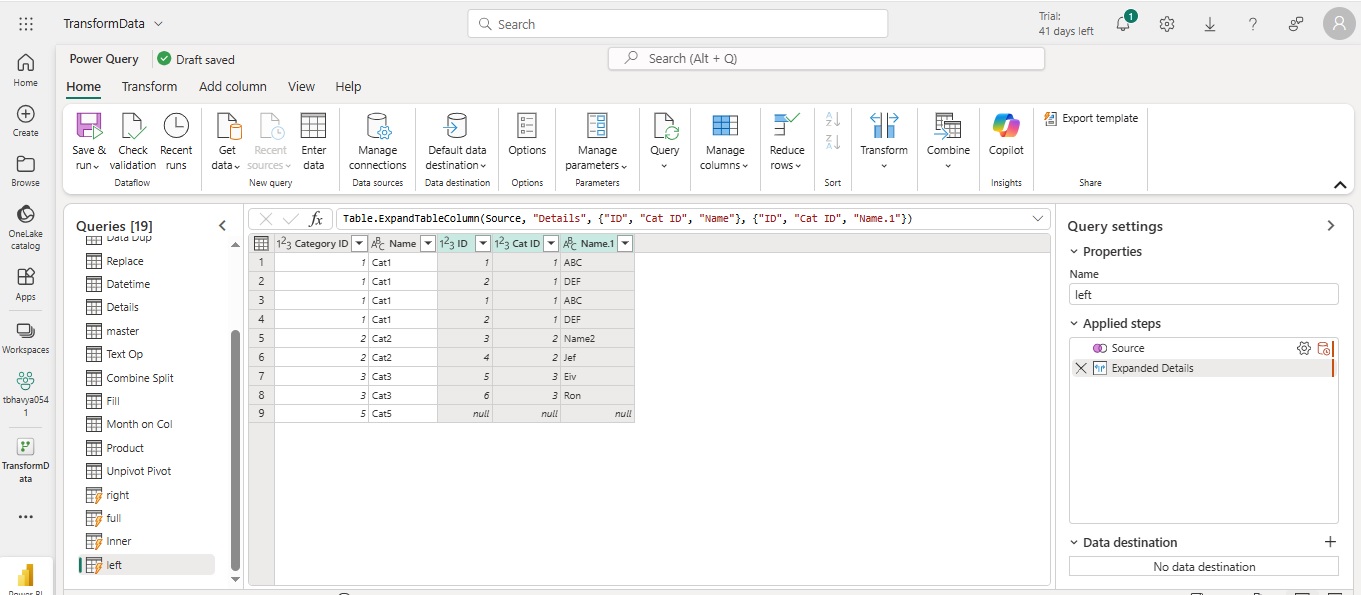 TransformData
Search
Trial:
41 days left
1
?
Power Query
Draft saved
Search (Alt + Q)
Home
Transform
Add column
View
Help
Home
Create
Browse
OneLake
catalog
Apps
Workspaces
tbhavya054
1
TransformD
ata
Power BI
Save &
run
Check
validation
Recent
runs
Dataflow
Get
data
Recent
sources
Enter
data
New query
Manage
connections
Data sources
Default data
destination
Data destination
Options
Options
Manage
parameters
Parameters
Query
Manage
columns
Reduce
rows
Sort
Transform
Combine
Copilot
Insights
Export template
Share
Queries [19]
Data Dup
Replace
Datetime
Details
master
Text Op
Combine Split
Fill
Month on Col
Product
Unpivot Pivot
right
full
Inner
left
fx
Table.ExpandTableColumn(Source, "Details", {"ID", "Cat ID", "Name"}, {"ID", "Cat ID", "Name.1"})
123 Category ID ABC Name 123 ID 123 Cat ID ABC Name.1
1 1 Cat1 1 1 ABC
2 1 Cat1 2 1 DEF
3 1 Cat1 1 1 ABC
4 1 Cat1 2 1 DEF
5 2 Cat2 3 2 Name2
6 2 Cat2 4 2 Jef
7 3 Cat3 5 3 Eiv
8 3 Cat3 6 3 Ron
9 5 Cat5 null null null
Query settings
Properties
Name
left
Applied steps
Source
Expanded Details
Data destination
No data destination